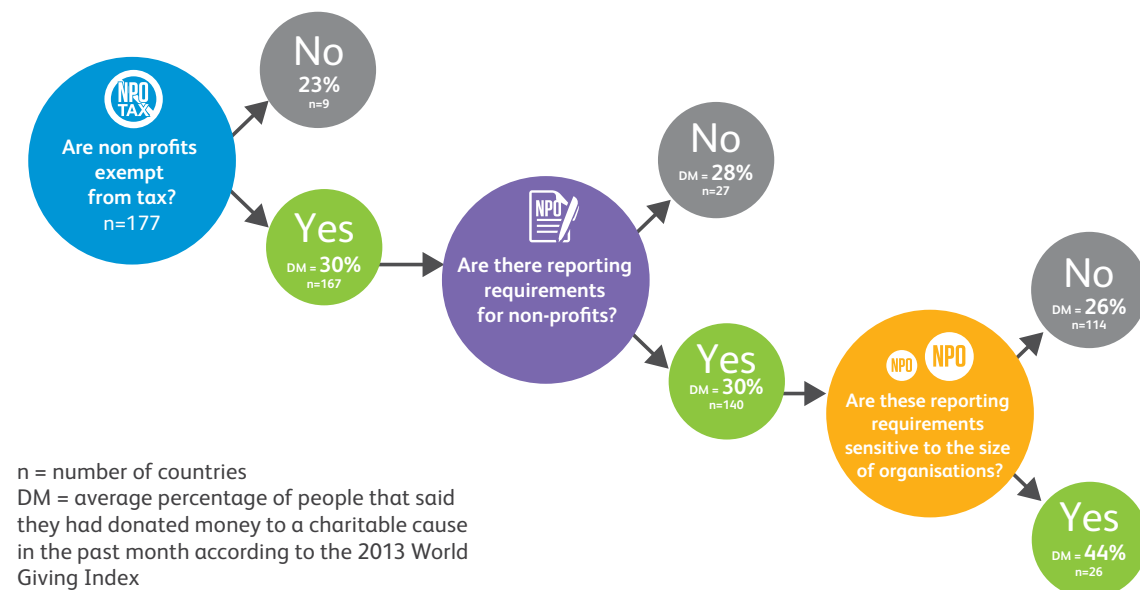 NPO
TAX
Are non profits
exempt
from tax?
n=177
No
23%
n=9
Yes
DM = 30%
n=167
NPO
Are there reporting
requirements
for non-profits?
No
DM = 28%
n=27
Yes
DM = 30%
n=140
NPO NPO
Are these reporting
requirements
sensitive to the size
of organisations?
No
DM = 26%
n=114
Yes
DM = 44%
n=26
n = number of countries
DM = average percentage of people that said
they had donated money to a charitable cause
in the past month according to the 2013 World
Giving Index